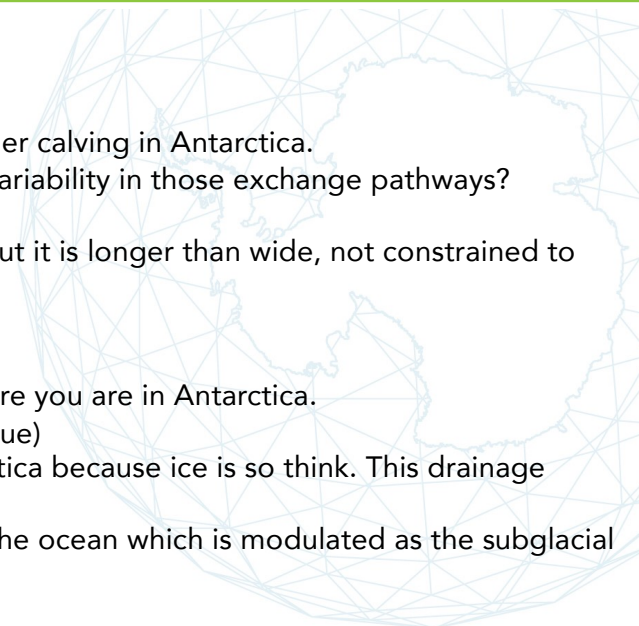 er calving in Antarctica.
ariability in those exchange pathways?
ut it is longer than wide, not constrained to
re you are in Antarctica.
ue)
tica because ice is so think. This drainage
he ocean which is modulated as the subglacial